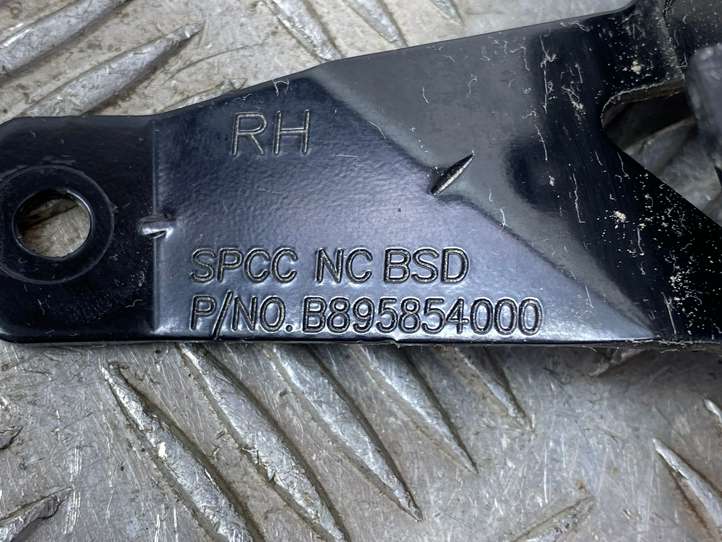 RH
SPCC NC BSD
P/NO. B895854000